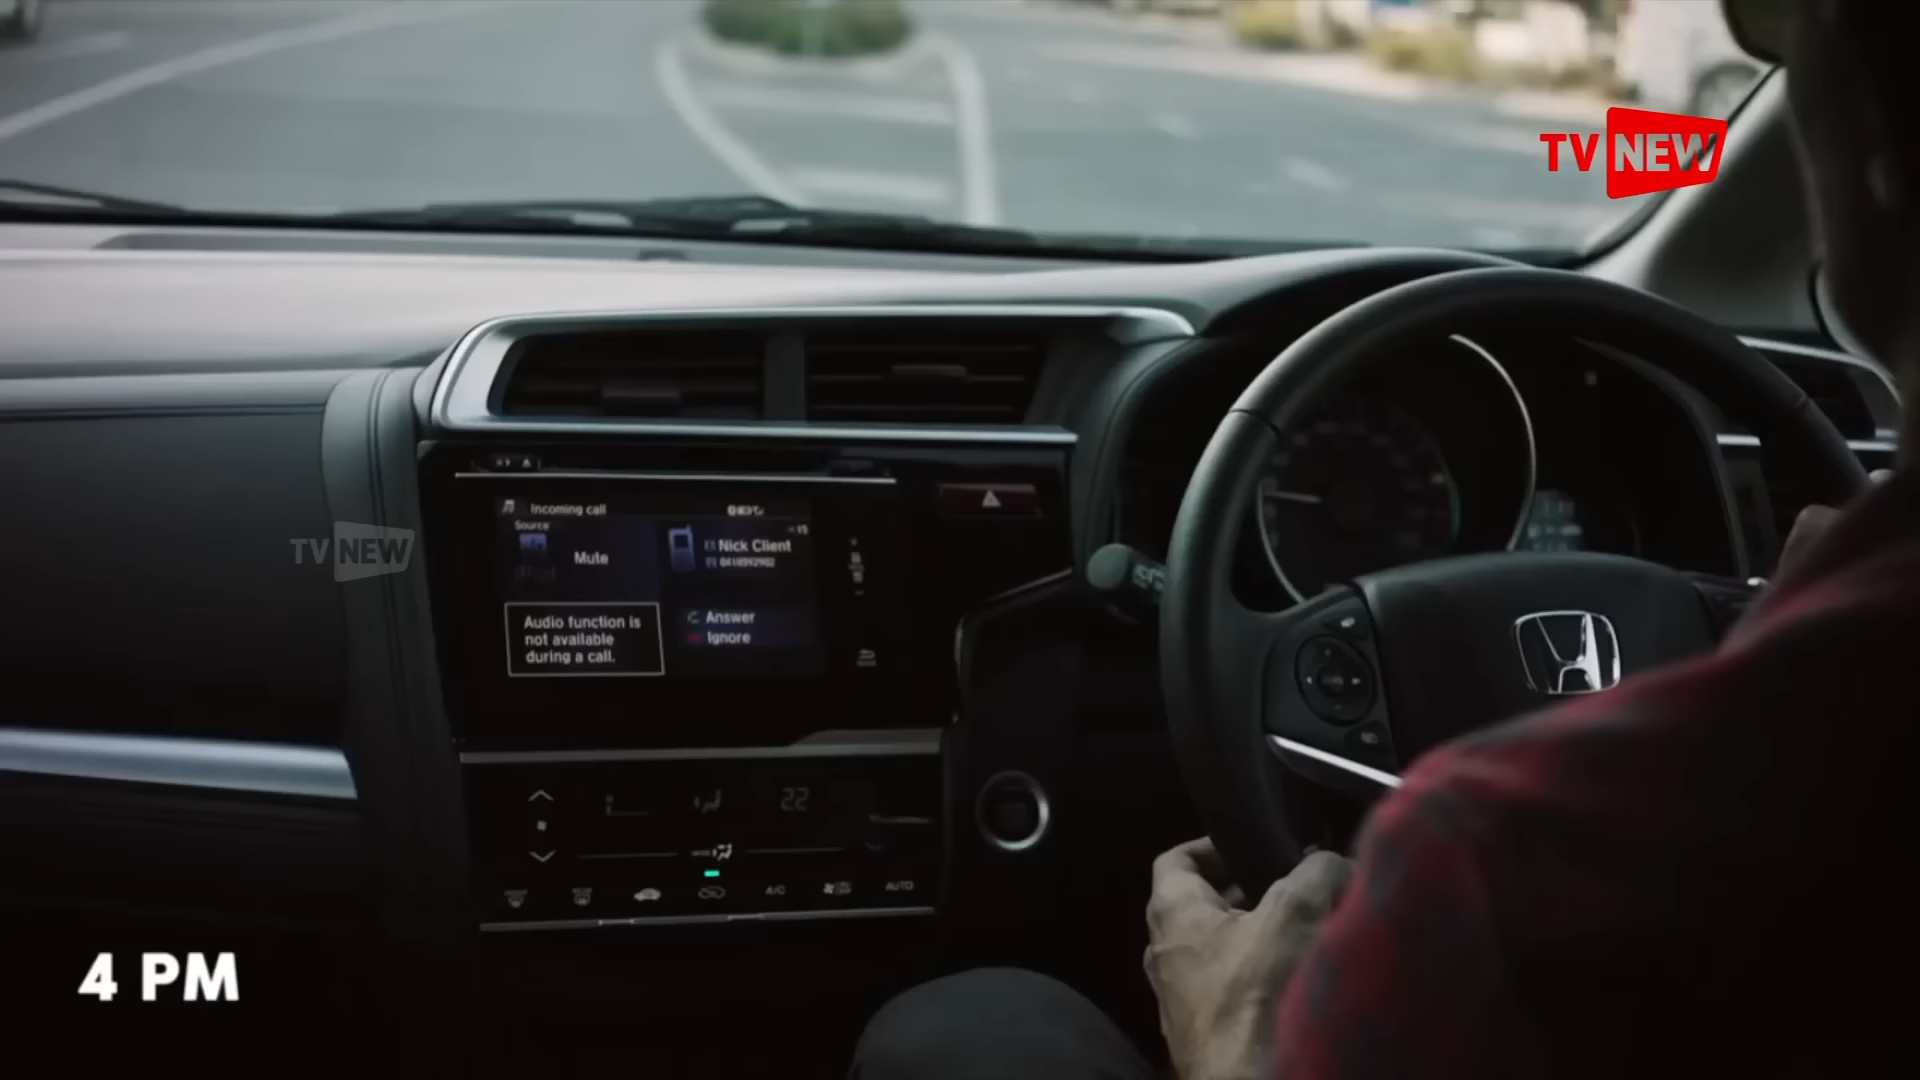 TV NEW
Incoming call
Source
Mute
Nick Client
Audio function is
not available
during a call.
Answer
Ignore
TV NEW
22
A/C
AUTO
4 PM